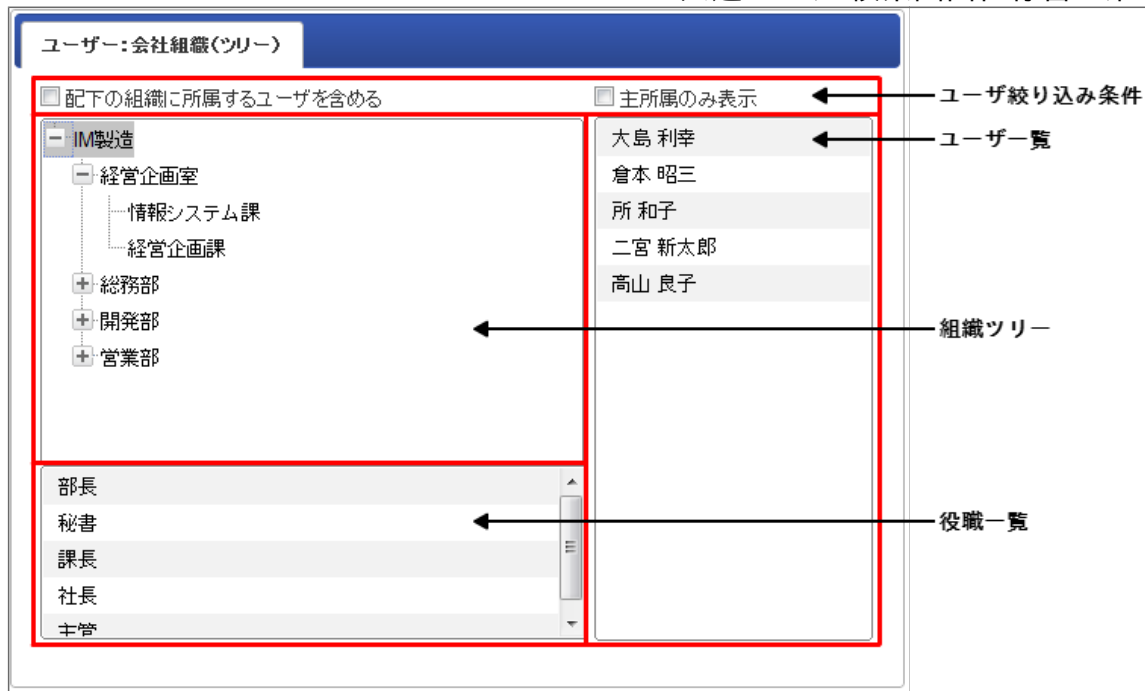 ユーザー:会社組織(ツリー)
配下の組織に所属するユーザを含める
主所属のみ表示
ユーザ絞り込み条件
IM製造
経営企画室
情報システム課
経営企画課
総務部
開発部
営業部
大島 利幸
倉本 昭三
所 和子
二宮 新太郎
高山 良子
ユーザ一覧
組織ツリー
部長
秘書
課長
社長
主管
役職一覧